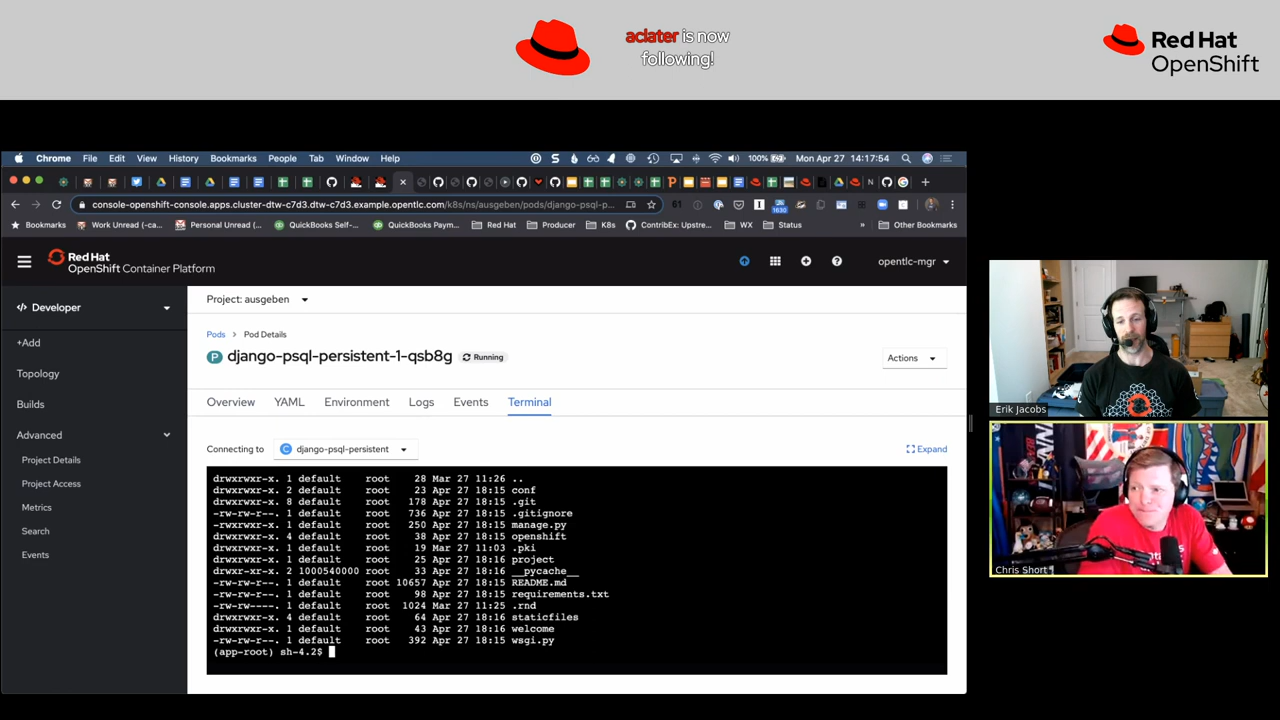 aclater is now
following!
Red Hat
OpenShift
Chrome File Edit View History Bookmarks People Tab Window Help
100%
Mon Apr 27 14:17:54
console-openshift-console.apps.cluster-dtw-c7d3.dtw-c7d3.example.opentlc.com/k8s/ns/ausgeben/pods/django-psql-p...
Bookmarks Work Unread (-ca... Personal Unread (... QuickBooks Self-... QuickBooks Paym... Red Hat Producer K8s ContribEx: Upstre... WX Status » Other Bookmarks
Red Hat
OpenShift Container Platform
opentlc-mgr
Developer
+Add
Topology
Builds
Advanced
Project Details
Project Access
Metrics
Search
Events
Project: ausgeben
Pods > Pod Details
P django-psql-persistent-1-qsb8g Running
Actions
Overview YAML Environment Logs Events Terminal
Connecting to C django-psql-persistent
Expand
drwxrwxr-x. 1 default root 28 Mar 27 11:26 ..
drwxrwxr-x. 2 default root 23 Apr 27 18:15 conf
drwxrwxr-x. 8 default root 178 Apr 27 18:15 .git
-rw-rw-r--. 1 default root 736 Apr 27 18:15 .gitignore
-rwxrwxr-x. 1 default root 250 Apr 27 18:15 manage.py
drwxrwxr-x. 4 default root 38 Apr 27 18:15 openshift
drwxrwxr-x. 1 default root 19 Mar 27 11:03 .pki
drwxrwxr-x. 1 default root 25 Apr 27 18:16 project
drwxr-xr-x. 2 1000540000 root 33 Apr 27 18:16 __pycache__
-rw-rw-r--. 1 default root 10657 Apr 27 18:15 README.md
-rw-rw-r--. 1 default root 98 Apr 27 18:15 requirements.txt
-rw-rw----. 1 default root 1024 Mar 27 11:25 .rnd
drwxrwxr-x. 4 default root 64 Apr 27 18:16 staticfiles
drwxrwxr-x. 1 default root 43 Apr 27 18:16 welcome
-rw-rw-r--. 1 default root 392 Apr 27 18:15 wsgi.py
(app-root) sh-4.2$
Erik Jacobs
Chris Short